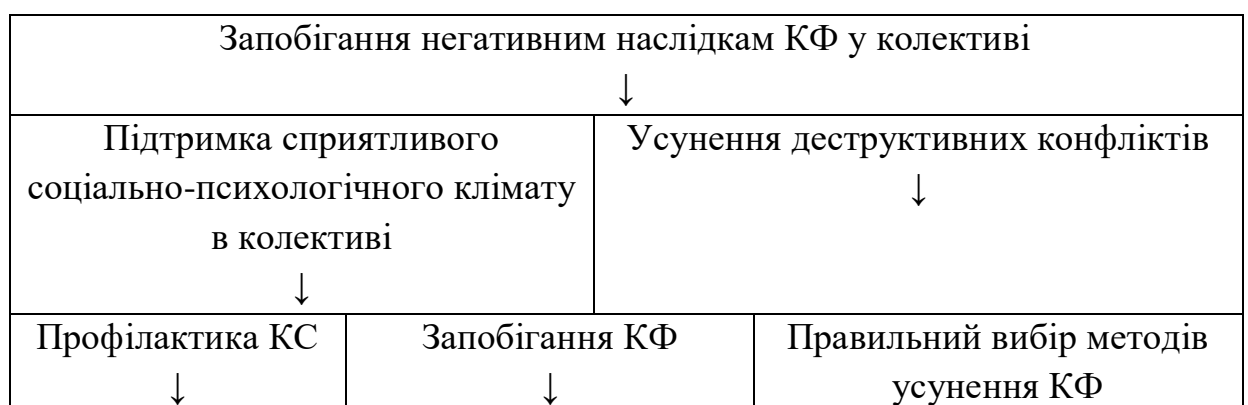 Запобігання негативним наслідкам КФ у колективі
↓
Підтримка сприятливого
соціально-психологічного клімату
в колективі
↓
Усунення деструктивних конфліктів
↓
Профілактика КС
↓
Запобігання КФ
↓
Правильний вибір методів
усунення КФ